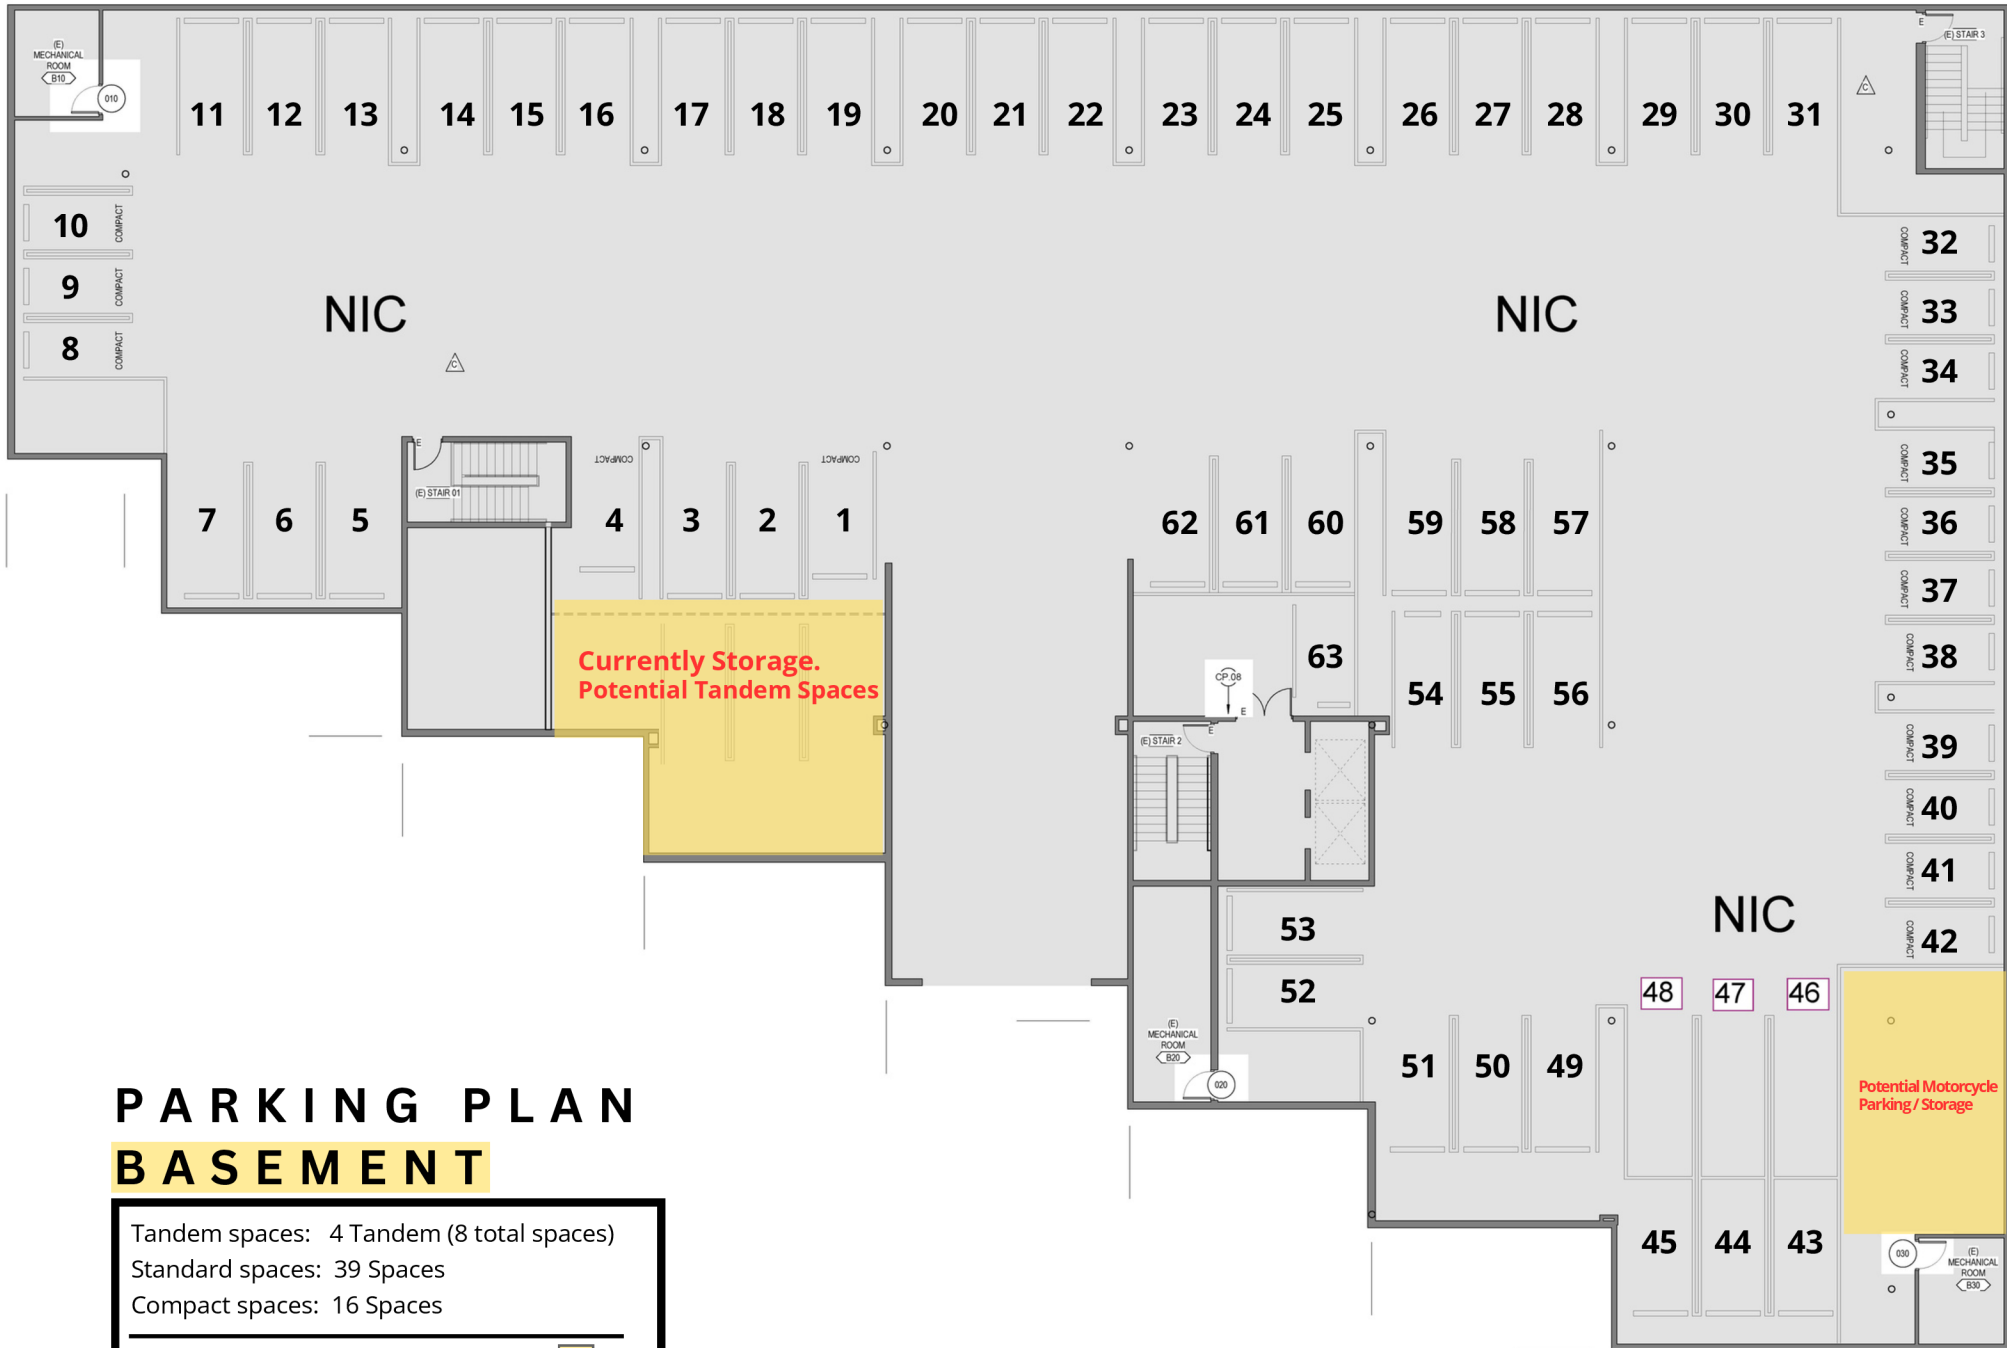 (E)
MECHANICAL
ROOM
B10
010
11 12 13 14 15 16 17 18 19 20 21 22 23 24 25 26 27 28 29 30 31
C
E
(E) STAIR 3
10 COMPACT
9 COMPACT
8 COMPACT
NIC
C
NIC
COMPACT 32
COMPACT 33
COMPACT 34
COMPACT 35
COMPACT 36
COMPACT 37
COMPACT 38
COMPACT 39
COMPACT 40
COMPACT 41
COMPACT 42
7 6 5
E
(E) STAIR 01
COMPACT
COMPACT
4 3 2 1
62 61 60 59 58 57
Currently Storage.
Potential Tandem Spaces
63
54 55 56
CP.08
E
E
(E) STAIR 2
53
52
NIC
48 47 46
(E)
MECHANICAL
ROOM
B20
020
51 50 49
Potential Motorcycle
Parking / Storage
45 44 43
030
(E)
MECHANICAL
ROOM
B30
PARKING PLAN
BASEMENT
Tandem spaces: 4 Tandem (8 total spaces)
Standard spaces: 39 Spaces
Compact spaces: 16 Spaces